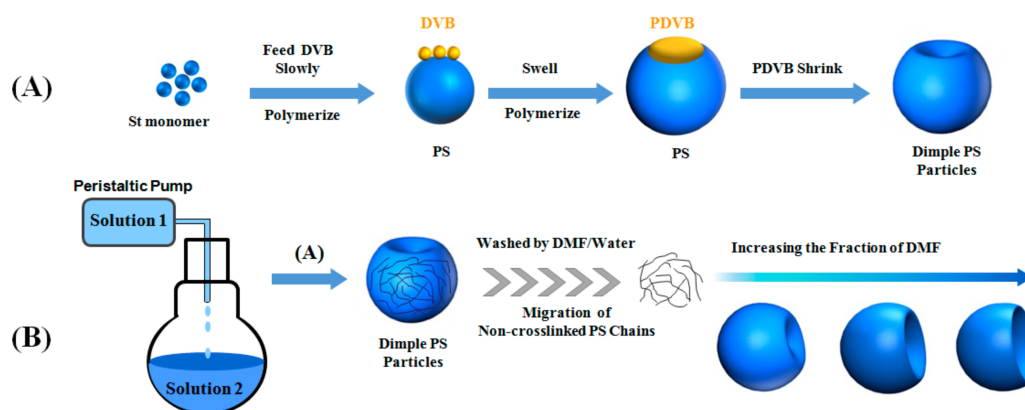 (A)
St monomer
Feed DVB
Slowly
Polymerize
DVB
PS
Swell
Polymerize
PDVB
PS
PDVB Shrink
Dimple PS
Particles
(B)
Peristaltic Pump
Solution 1
Solution 2
(A)
Dimple PS
Particles
Washed by DMF/Water
Migration of
Non-crosslinked PS Chains
Increasing the Fraction of DMF